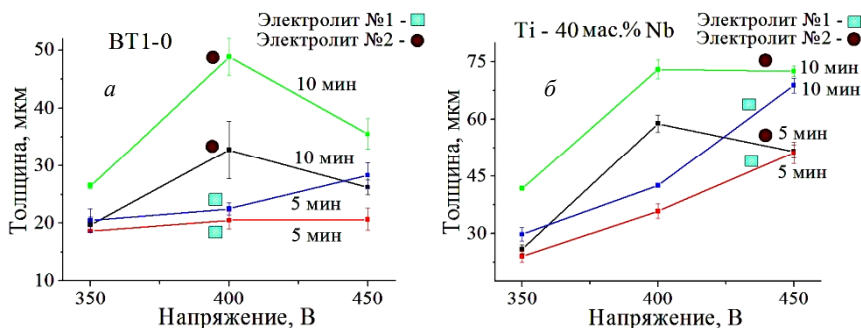 ВТ1-0
Электролит №1 -
Электролит №2 -
а
Толщина, мкм
50
40
30
20
10
10 мин
10 мин
5 мин
5 мин
350
400
450
Напряжение, В
Ti - 40 мас.% Nb
Электролит №1 -
Электролит №2 -
б
Толщина, мкм
75
60
45
30
10 мин
10 мин
5 мин
5 мин
350
400
450
Напряжение, В